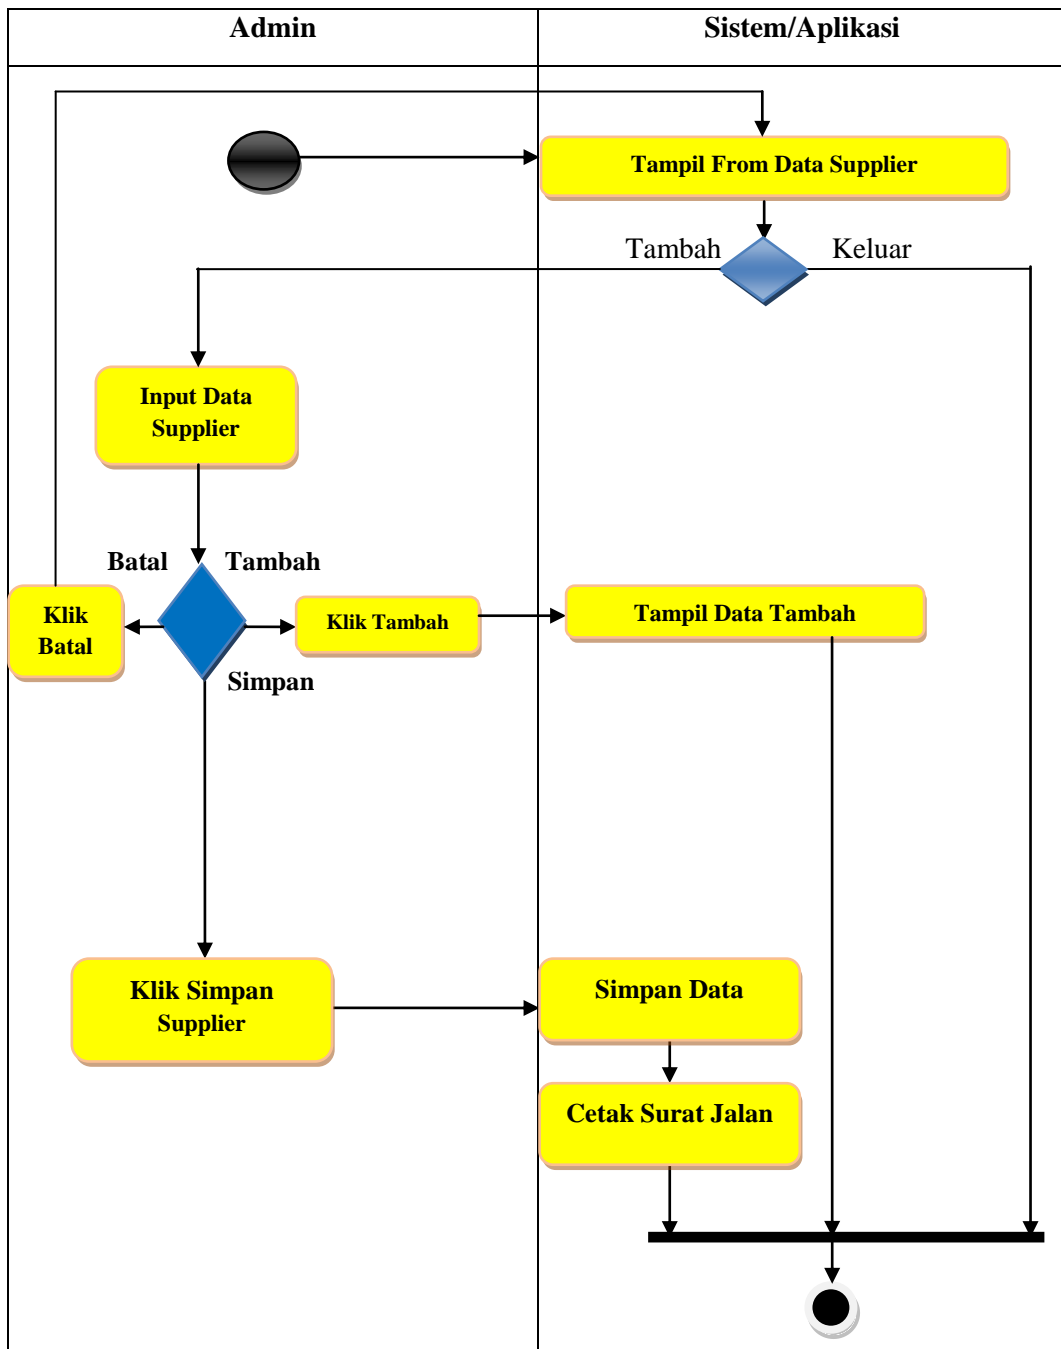 Admin
Sistem/Aplikasi
Tampil From Data Supplier
Tambah
Keluar
Input Data
Supplier
Batal
Tambah
Klik
Batal
Klik Tambah
Tampil Data Tambah
Simpan
Klik Simpan
Supplier
Simpan Data
Cetak Surat Jalan